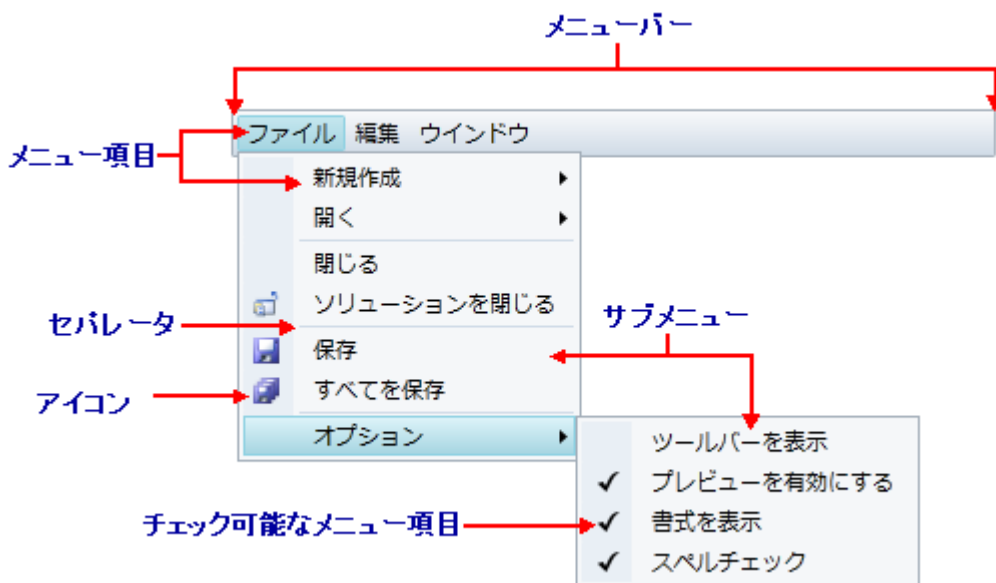 メニューバー
ファイル 編集 ウインドウ
メニュー項目
新規作成
開く
閉じる
ソリューションを閉じる
セパレータ
サブメニュー
保存
アイコン
すべてを保存
オプション
ツールバーを表示
プレビューを有効にする
チェック可能なメニュー項目
書式を表示
スペルチェック